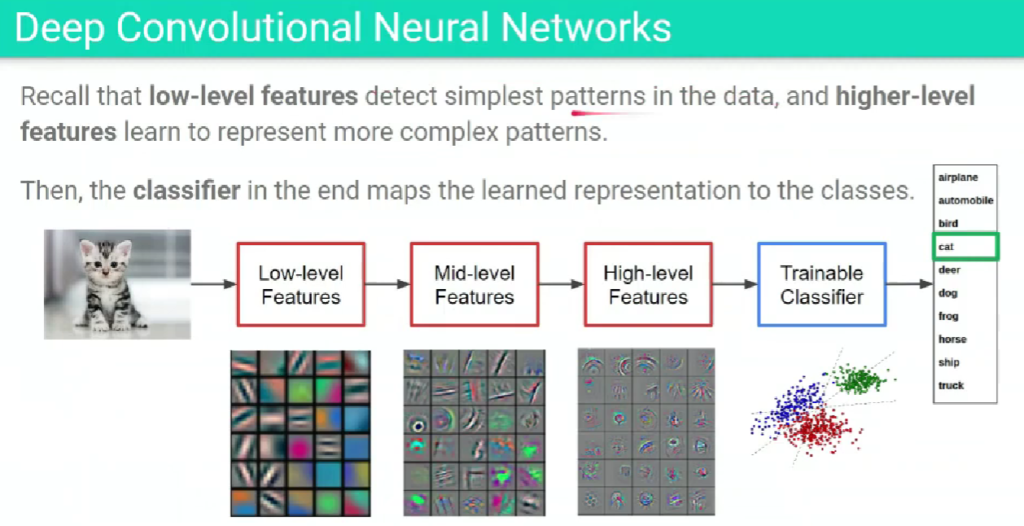 Deep Convolutional Neural Networks
Recall that low-level features detect simplest patterns in the data, and higher-level
features learn to represent more complex patterns.
Then, the classifier in the end maps the learned representation to the classes.
Low-level
Features
Mid-level
Features
High-level
Features
Trainable
Classifier
airplane
automobile
bird
cat
deer
dog
frog
horse
ship
truck